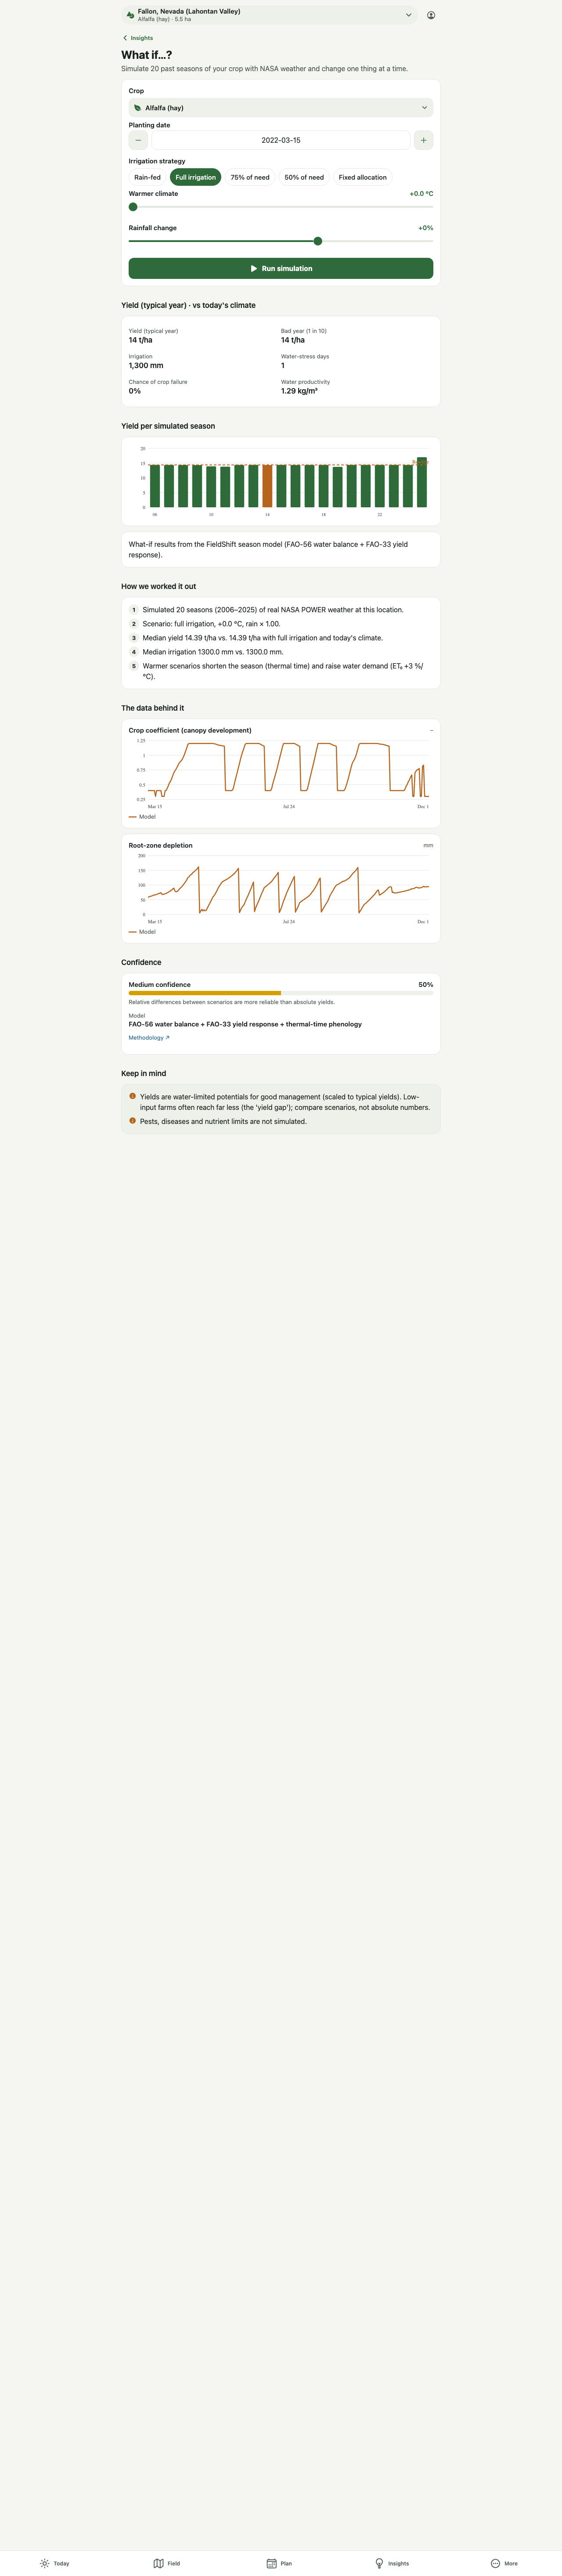 Fallon, Nevada (Lahontan Valley)
Alfalfa (hay) · 5.5 ha
Insights
What if…?
Simulate 20 past seasons of your crop with NASA weather and change one thing at a time.
Crop
Alfalfa (hay)
Planting date
2022-03-15
Irrigation strategy
Rain-fed Full irrigation 75% of need 50% of need Fixed allocation
Warmer climate +0.0 °C
Rainfall change +0%
Run simulation
Yield (typical year) · vs today's climate
Yield (typical year) Bad year (1 in 10)
14 t/ha 14 t/ha
Irrigation Water-stress days
1,300 mm 1
Chance of crop failure Water productivity
0% 1.29 kg/m³
Yield per simulated season
20
15
10
5
0
06 10 14 18 22
What-if results from the FieldShift season model (FAO-56 water balance + FAO-33 yield
response).
How we worked it out
1 Simulated 20 seasons (2006–2025) of real NASA POWER weather at this location.
2 Scenario: full irrigation, +0.0 °C, rain × 1.00.
3 Median yield 14.39 t/ha vs. 14.39 t/ha with full irrigation and today's climate.
4 Median irrigation 1300.0 mm vs. 1300.0 mm.
5 Warmer scenarios shorten the season (thermal time) and raise water demand (ET₀ +3 %/
°C).
The data behind it
Crop coefficient (canopy development) –
1.25
1
0.75
0.5
0.25
Mar 15 Jul 24 Dec 1
Model
Root-zone depletion mm
200
150
100
50
0
Mar 15 Jul 24 Dec 1
Model
Confidence
Medium confidence 50%
Relative differences between scenarios are more reliable than absolute yields.
Model
FAO-56 water balance + FAO-33 yield response + thermal-time phenology
Methodology ↗
Keep in mind
Yields are water-limited potentials for good management (scaled to typical yields). Low-
input farms often reach far less (the 'yield gap'); compare scenarios, not absolute numbers.
Pests, diseases and nutrient limits are not simulated.
Today Field Plan Insights More